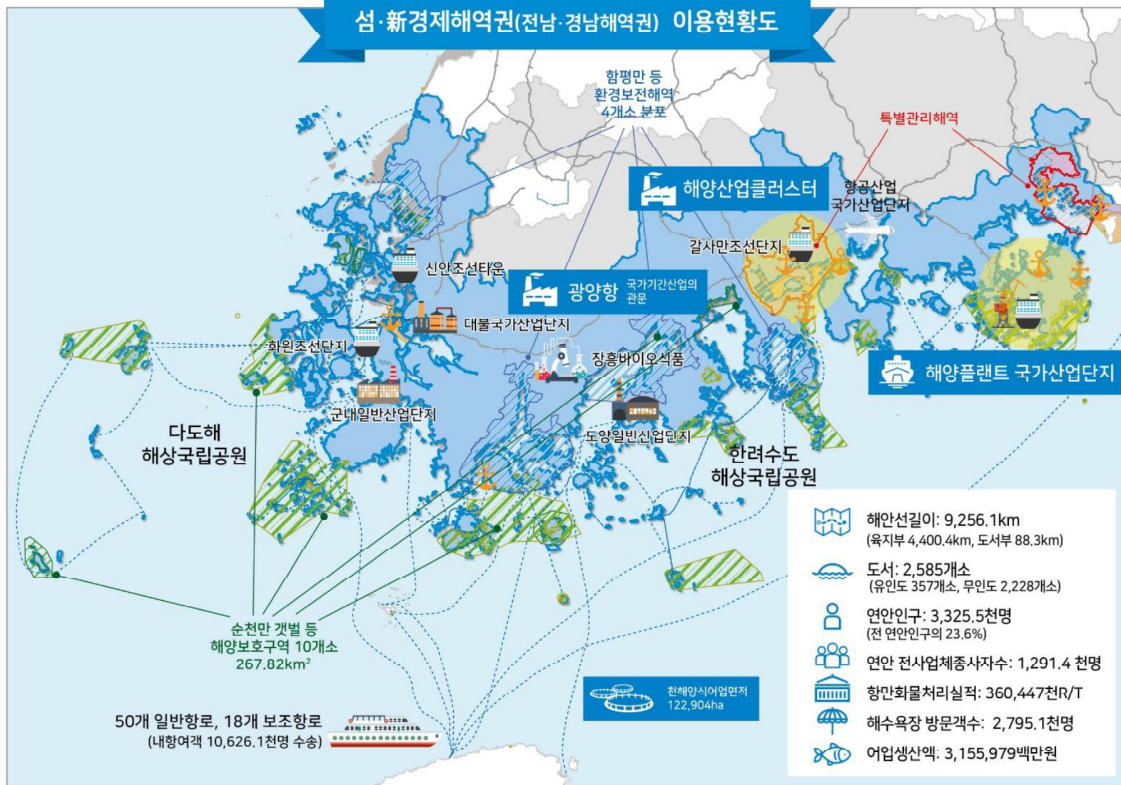 섬·新경제해역권(전남·경남해역권) 이용현황도
함평만 등
환경보전해역
4개소 분포
특별관리해역
해양산업클러스터
항공산업
국가산업단지
갈사만조선단지
신안조선타운
광양항 국가기간산업의
관문
대불국가산업단지
화원조선단지
장흥바이오식품
해양플랜트 국가산업단지
군내일반산업단지
도양일반산업단지
다도해
해상국립공원
한려수도
해상국립공원
해안선길이: 9,256.1km
(육지부 4,400.4km, 도서부 88.3km)
도서: 2,585개소
(유인도 357개소, 무인도 2,228개소)
연안인구: 3,325.5천명
(전 연안인구의 23.6%)
연안 전사업체종사자수: 1,291.4 천명
항만화물처리실적: 360,447천R/T
해수욕장 방문객수: 2,795.1천명
어입생산액: 3,155,979백만원
순천만 갯벌 등
해양보호구역 10개소
267.82km²
천해양식어업면적
122,904ha
50개 일반항로, 18개 보조항로
(내항여객 10,626.1천명 수송)